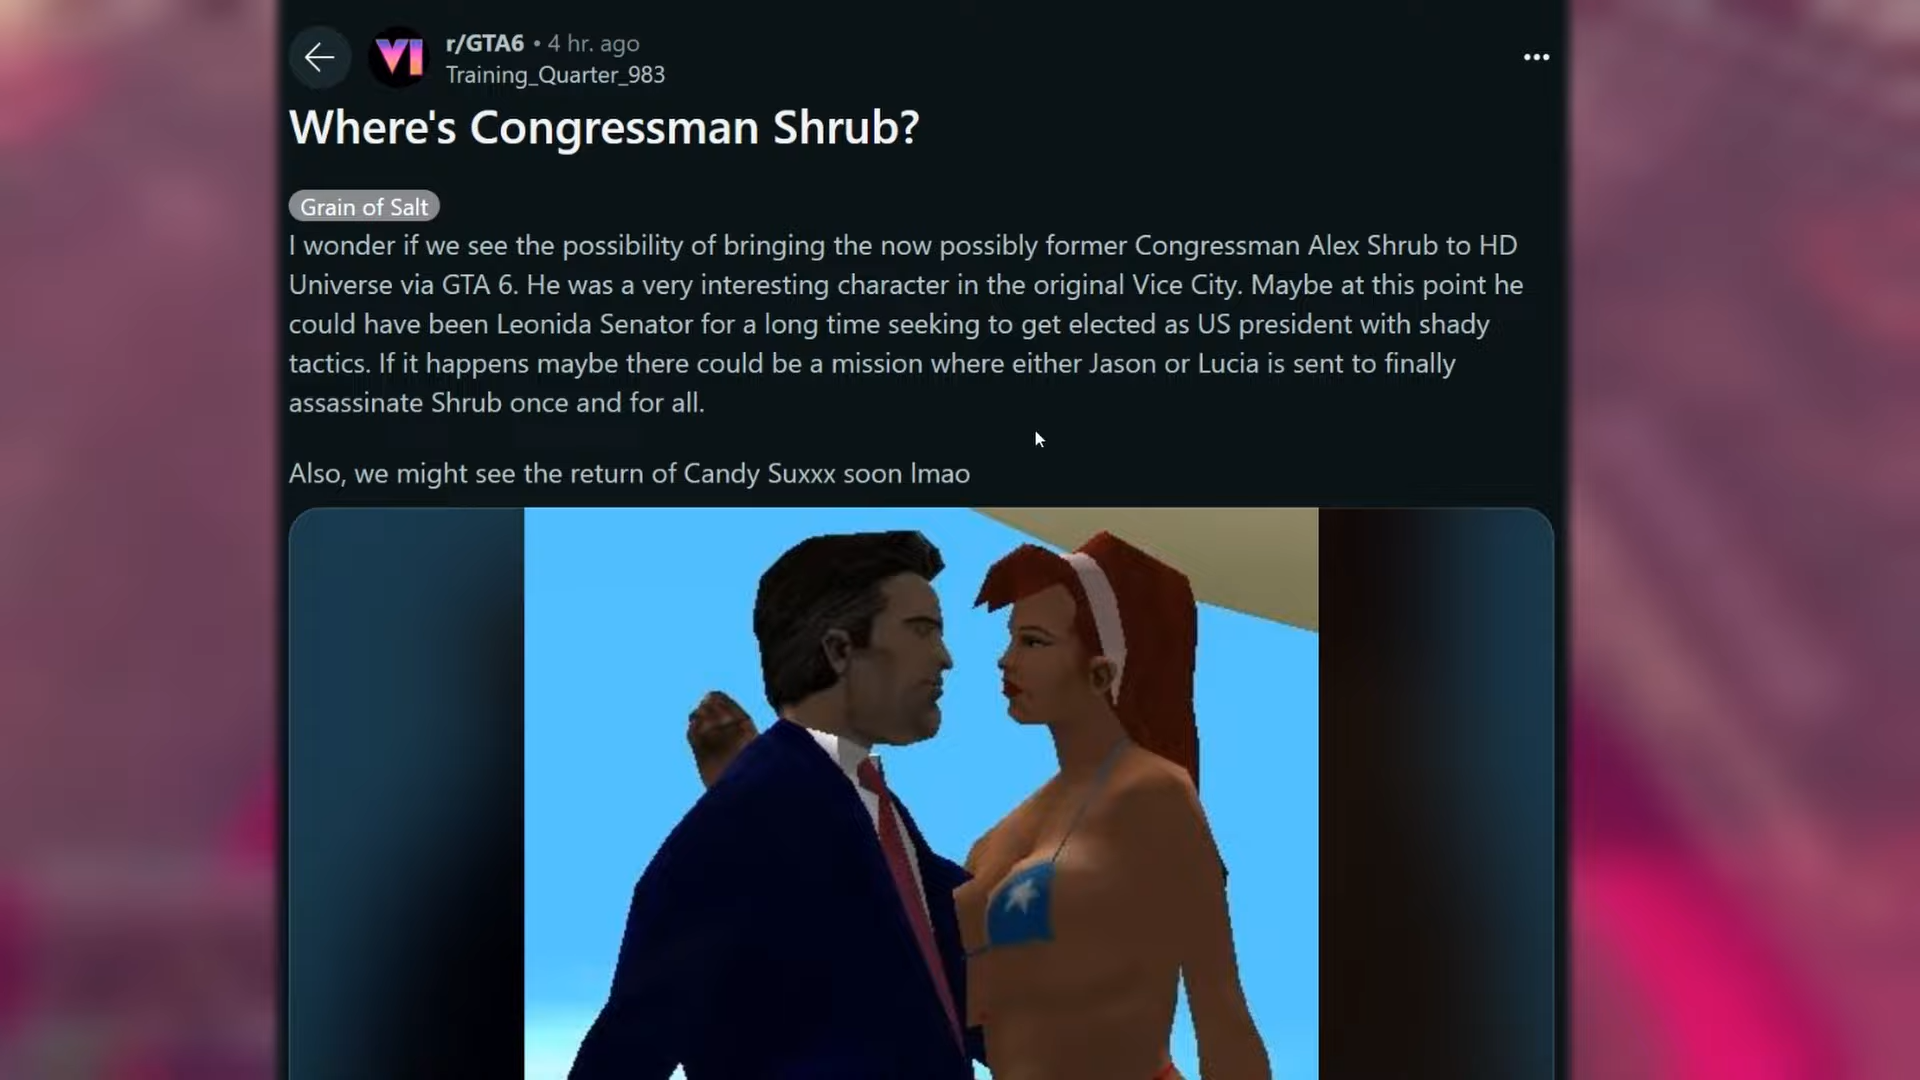 VI
r/GTA6 • 4 hr. ago
Training_Quarter_983
Where's Congressman Shrub?
Grain of Salt
I wonder if we see the possibility of bringing the now possibly former Congressman Alex Shrub to HD
Universe via GTA 6. He was a very interesting character in the original Vice City. Maybe at this point he
could have been Leonida Senator for a long time seeking to get elected as US president with shady
tactics. If it happens maybe there could be a mission where either Jason or Lucia is sent to finally
assassinate Shrub once and for all.
Also, we might see the return of Candy Suxxx soon lmao